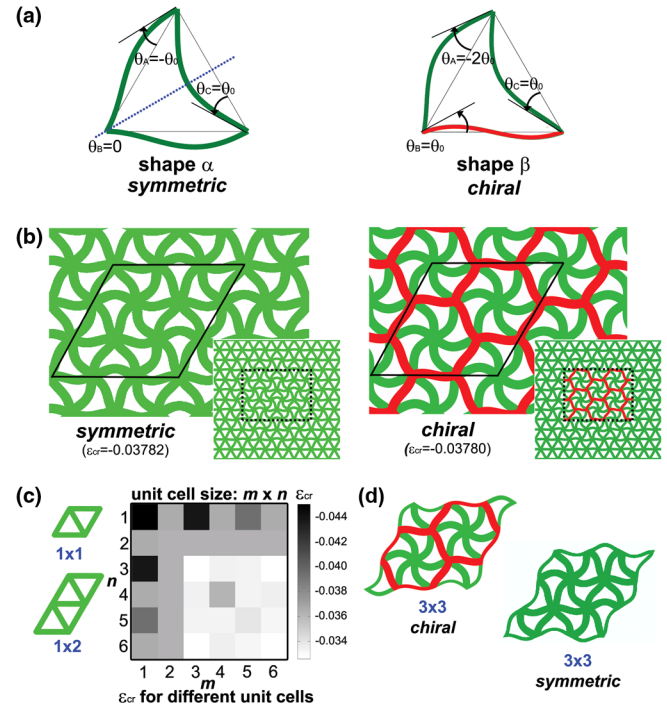 (a)
θA=-θ0
θC=θ0
θB=0
shape α
symmetric
θA=-2θ0
θC=θ0
θB=θ0
shape β
chiral
(b)
symmetric
(εcr=-0.03782)
chiral
(εcr=-0.03780)
(c)
unit cell size: m x n
εcr
1x1
1x2
n
1
2
3
4
5
6
1 2 3 4 5 6
m
-0.044
-0.042
-0.040
-0.038
-0.036
-0.034
εcr for different unit cells
(d)
3x3
chiral
3x3
symmetric